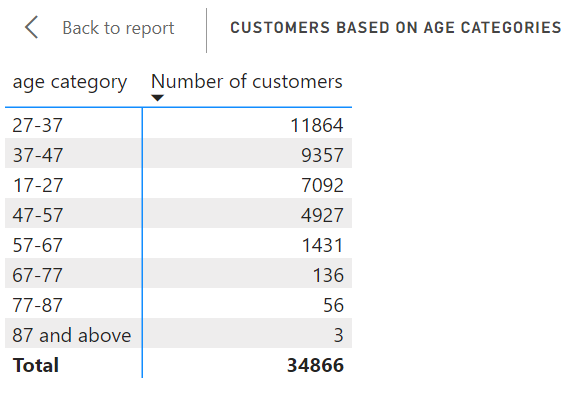 Back to report CUSTOMERS BASED ON AGE CATEGORIES
age category Number of customers
27-37 11864
37-47 9357
17-27 7092
47-57 4927
57-67 1431
67-77 136
77-87 56
87 and above 3
Total 34866